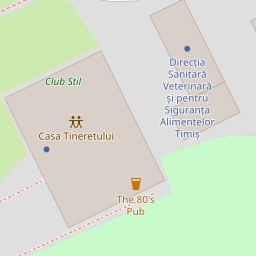 Club Stil
Casa Tineretului
Direcția
Sanitară
Veterinară
și pentru
Siguranța
Alimentelor
Timiș
The 80's
Pub